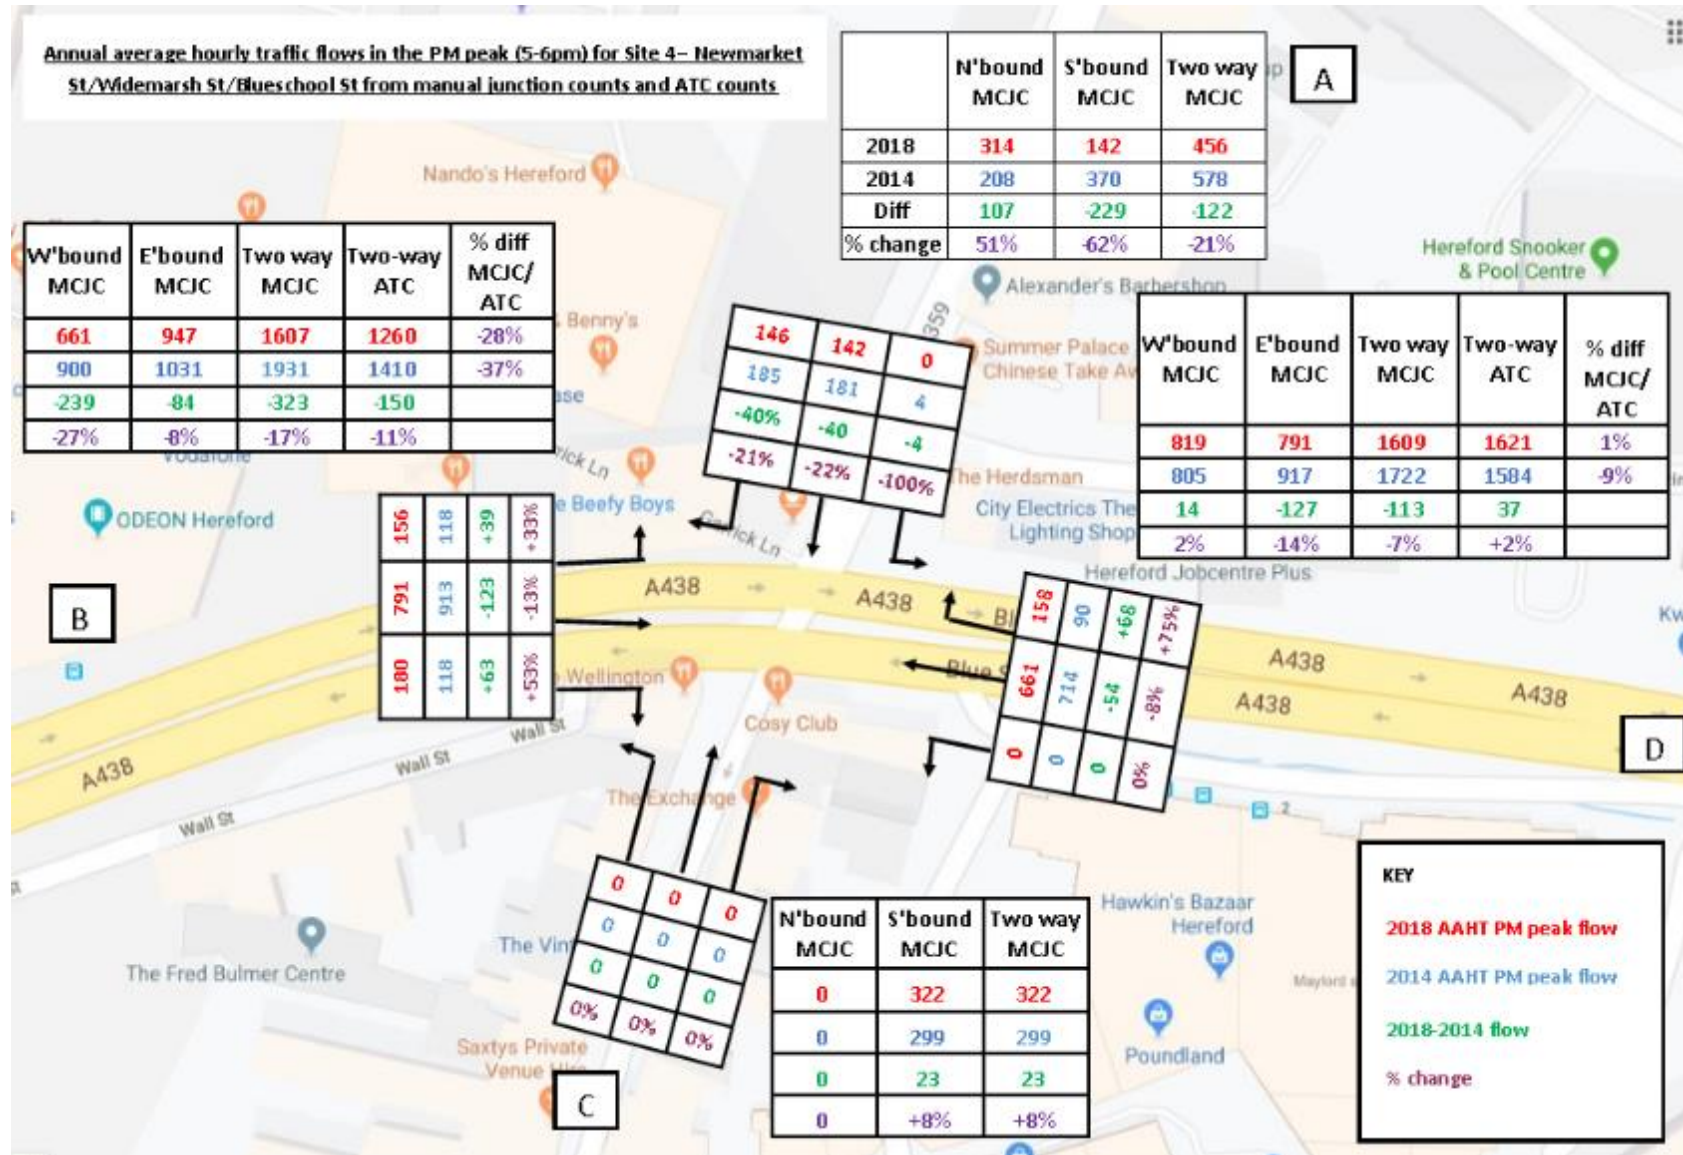 Annual average hourly traffic flows in the PM peak (5-6pm) for Site 4– Newmarket
St/Widemarsh St/Blueschool St from manual junction counts and ATC counts
N'bound MCJC S'bound MCJC Two way MCJC
2018 314 142 456
2014 208 370 578
Diff 107 -229 -122
% change 51% -62% -21%
A
Nando's Hereford
Hereford Snooker
& Pool Centre
W'bound MCJC E'bound MCJC Two way MCJC Two-way ATC % diff MCJC/ ATC
661 947 1607 1260 -28%
900 1031 1931 1410 -37%
-239 -84 -323 -150
-27% -8% -17% -11%
Benny's
Alexander's Barbershop
359
Summer Palace
Chinese Take
W'bound MCJC E'bound MCJC Two way MCJC Two-way ATC % diff MCJC/ ATC
819 791 1609 1621 1%
805 917 1722 1584 -9%
14 -127 -113 37
2% -14% -7% +2%
146 142 0
185 181 4
-40% -40 -4
-21% -22% -100%
Vodafone
The Herdsman
City Electrics The
Lighting Shop
Beefy Boys
Garrick Ln
ODEON Hereford
Hereford Jobcentre Plus
156 118 +39 +33%
791 913 -123 -13%
180 118 +63 +53%
B
A438
A438
158 90 +68 +75%
661 714 -54 -8%
0 0 0 0%
Wellington
Blue
A438
A438
A438
Cosy Club
Wall St
Wall St
D
A438
The Exchange
2
Wall St
0 0 0
0 0 0
0 0 0
0% 0% 0%
N'bound MCJC S'bound MCJC Two way MCJC
0 322 322
0 299 299
0 23 23
0 +8% +8%
KEY
2018 AAHT PM peak flow
2014 AAHT PM peak flow
2018-2014 flow
% change
Hawkin's Bazaar
Hereford
The Fred Bulmer Centre
Poundland
Saxtys Private
Venue Hire
C